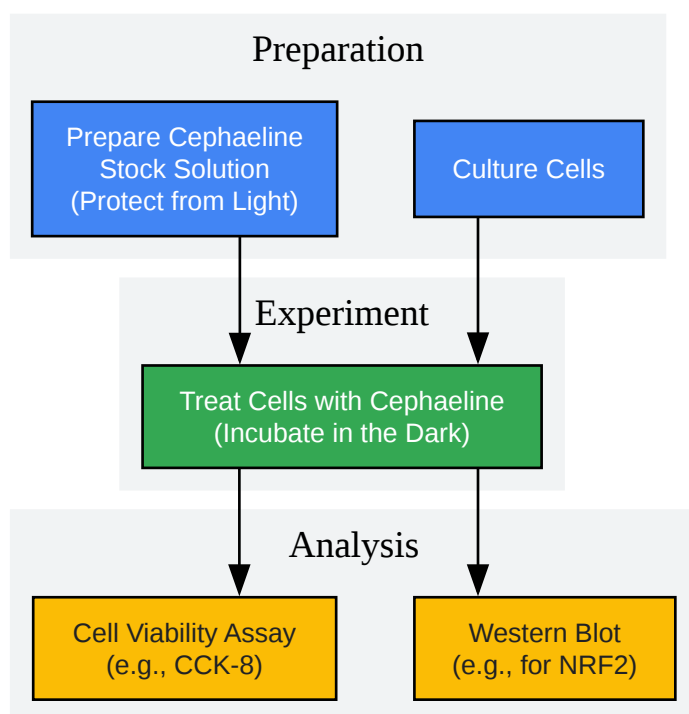 Preparation
Prepare Cephaeline
Stock Solution
(Protect from Light)
Culture Cells
Experiment
Treat Cells with Cephaeline
(Incubate in the Dark)
Analysis
Cell Viability Assay
(e.g., CCK-8)
Western Blot
(e.g., for NRF2)